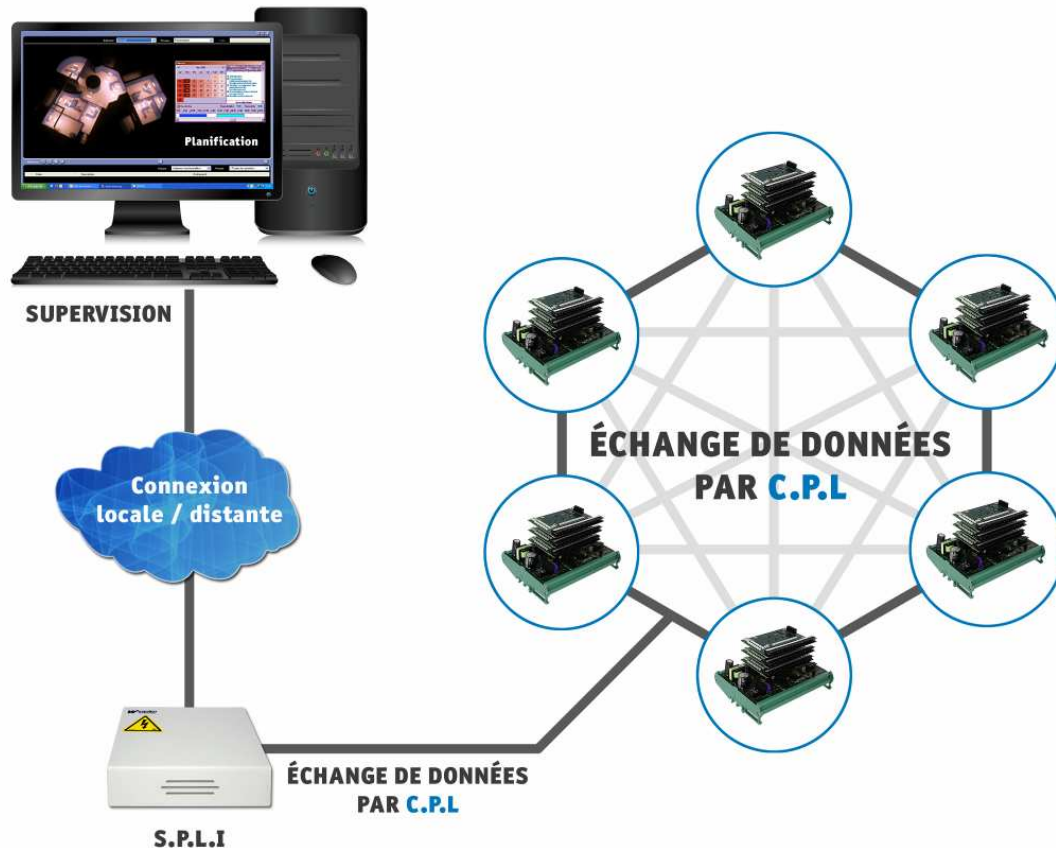 Planification
SUPERVISION
Connexion
locale / distante
ÉCHANGE DE DONNÉES
PAR C.P.L
ÉCHANGE DE DONNÉES
PAR C.P.L
S.P.L.I